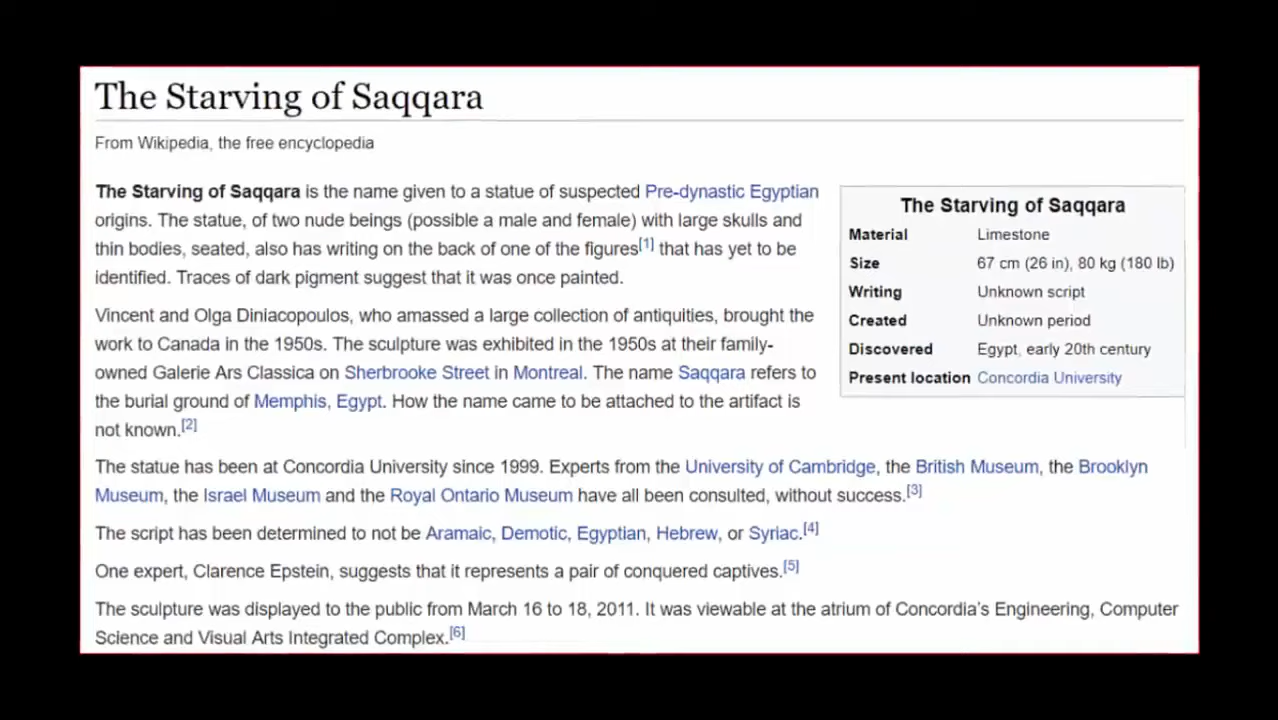 The Starving of Saqqara
From Wikipedia, the free encyclopedia
The Starving of Saqqara is the name given to a statue of suspected Pre-dynastic Egyptian
origins. The statue, of two nude beings (possible a male and female) with large skulls and
thin bodies, seated, also has writing on the back of one of the figures[1] that has yet to be
identified. Traces of dark pigment suggest that it was once painted.
Vincent and Olga Diniacopoulos, who amassed a large collection of antiquities, brought the
work to Canada in the 1950s. The sculpture was exhibited in the 1950s at their family-
owned Galerie Ars Classica on Sherbrooke Street in Montreal. The name Saqqara refers to
the burial ground of Memphis, Egypt. How the name came to be attached to the artifact is
not known.[2]
The Starving of Saqqara
Material Limestone
Size 67 cm (26 in), 80 kg (180 lb)
Writing Unknown script
Created Unknown period
Discovered Egypt, early 20th century
Present location Concordia University
The statue has been at Concordia University since 1999. Experts from the University of Cambridge, the British Museum, the Brooklyn
Museum, the Israel Museum and the Royal Ontario Museum have all been consulted, without success.[3]
The script has been determined to not be Aramaic, Demotic, Egyptian, Hebrew, or Syriac.[4]
One expert, Clarence Epstein, suggests that it represents a pair of conquered captives.[5]
The sculpture was displayed to the public from March 16 to 18, 2011. It was viewable at the atrium of Concordia's Engineering, Computer
Science and Visual Arts Integrated Complex.[6]